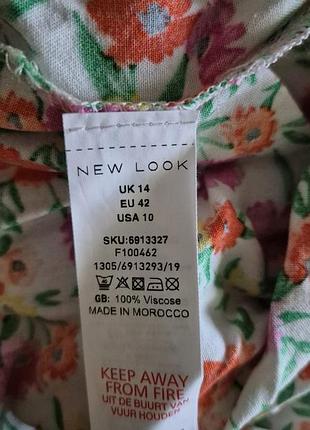 NEW LOOK
UK 14
EU 42
USA 10
SKU:6913327
F100462
1305/6913293/19
GB: 100% Viscose
MADE IN MOROCCO
KEEP AWAY
FROM FIRE
UIT DE BUURT VAN
VUUR HOUDEN